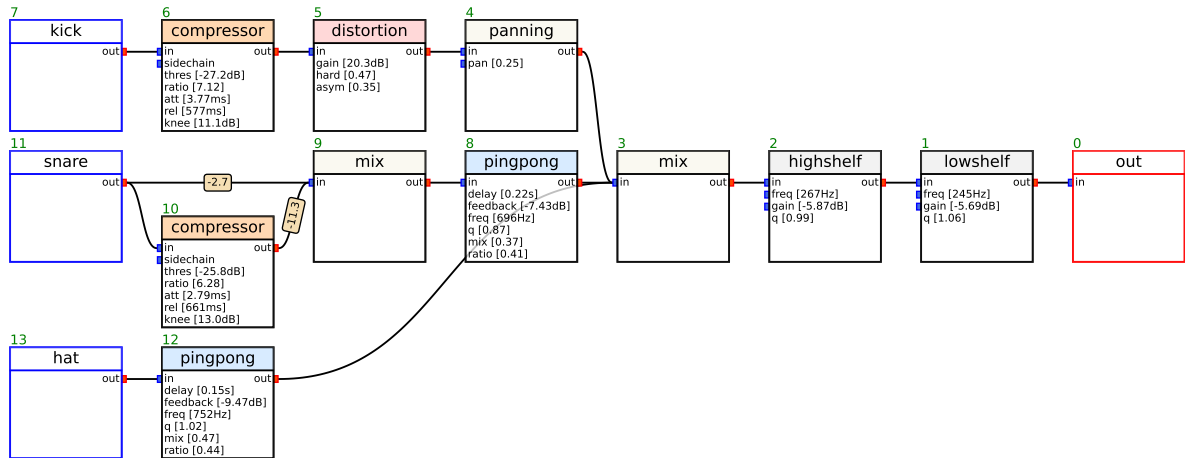 7
kick
out
6
compressor
in out
sidechain
thres [-27.2dB]
ratio [7.12]
att [3.77ms]
rel [577ms]
knee [11.1dB]
5
distortion
in out
gain [20.3dB]
hard [0.47]
asym [0.35]
4
panning
in out
pan [0.25]
11
snare
out
-2.7
10
compressor
in out
sidechain
thres [-25.8dB]
ratio [6.28]
att [2.79ms]
rel [661ms]
knee [13.0dB]
-11.3
9
mix
in out
8
pingpong
in out
delay [0.22s]
feedback [-7.43dB]
freq [696Hz]
q [0.87]
mix [0.37]
ratio [0.41]
3
mix
in out
2
highshelf
in out
freq [267Hz]
gain [-5.87dB]
q [0.99]
1
lowshelf
in out
freq [245Hz]
gain [-5.69dB]
q [1.06]
0
out
in
13
hat
out
12
pingpong
in out
delay [0.15s]
feedback [-9.47dB]
freq [752Hz]
q [1.02]
mix [0.47]
ratio [0.44]